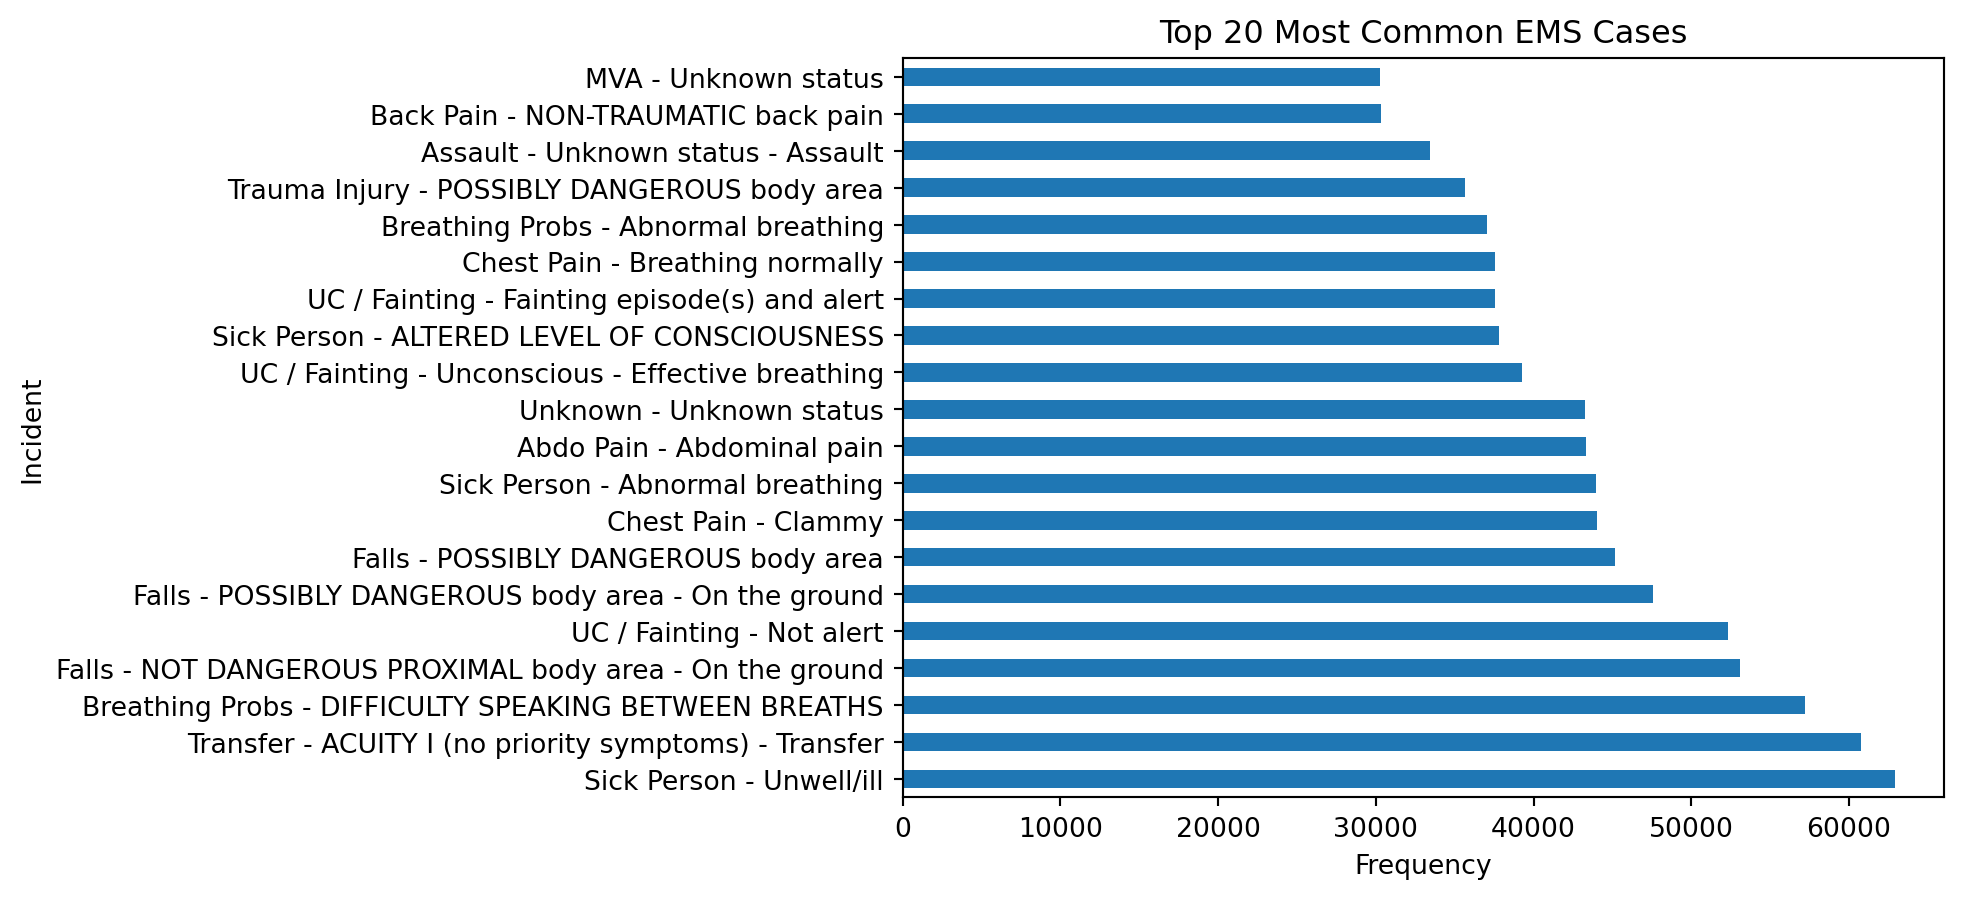 Top 20 Most Common EMS Cases
MVA - Unknown status
Back Pain - NON-TRAUMATIC back pain
Assault - Unknown status - Assault
Trauma Injury - POSSIBLY DANGEROUS body area
Breathing Probs - Abnormal breathing
Chest Pain - Breathing normally
UC / Fainting - Fainting episode(s) and alert
Sick Person - ALTERED LEVEL OF CONSCIOUSNESS
UC / Fainting - Unconscious - Effective breathing
Unknown - Unknown status
Abdo Pain - Abdominal pain
Sick Person - Abnormal breathing
Chest Pain - Clammy
Falls - POSSIBLY DANGEROUS body area
Falls - POSSIBLY DANGEROUS body area - On the ground
UC / Fainting - Not alert
Falls - NOT DANGEROUS PROXIMAL body area - On the ground
Breathing Probs - DIFFICULTY SPEAKING BETWEEN BREATHS
Transfer - ACUITY I (no priority symptoms) - Transfer
Sick Person - Unwell/ill
Incident
0 10000 20000 30000 40000 50000 60000
Frequency